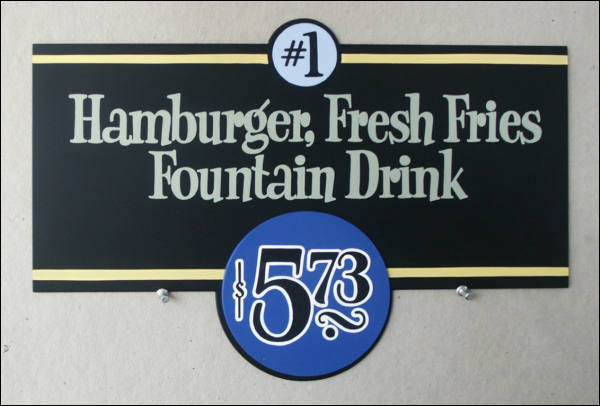 #1
Hamburger, Fresh Fries
Fountain Drink
$573